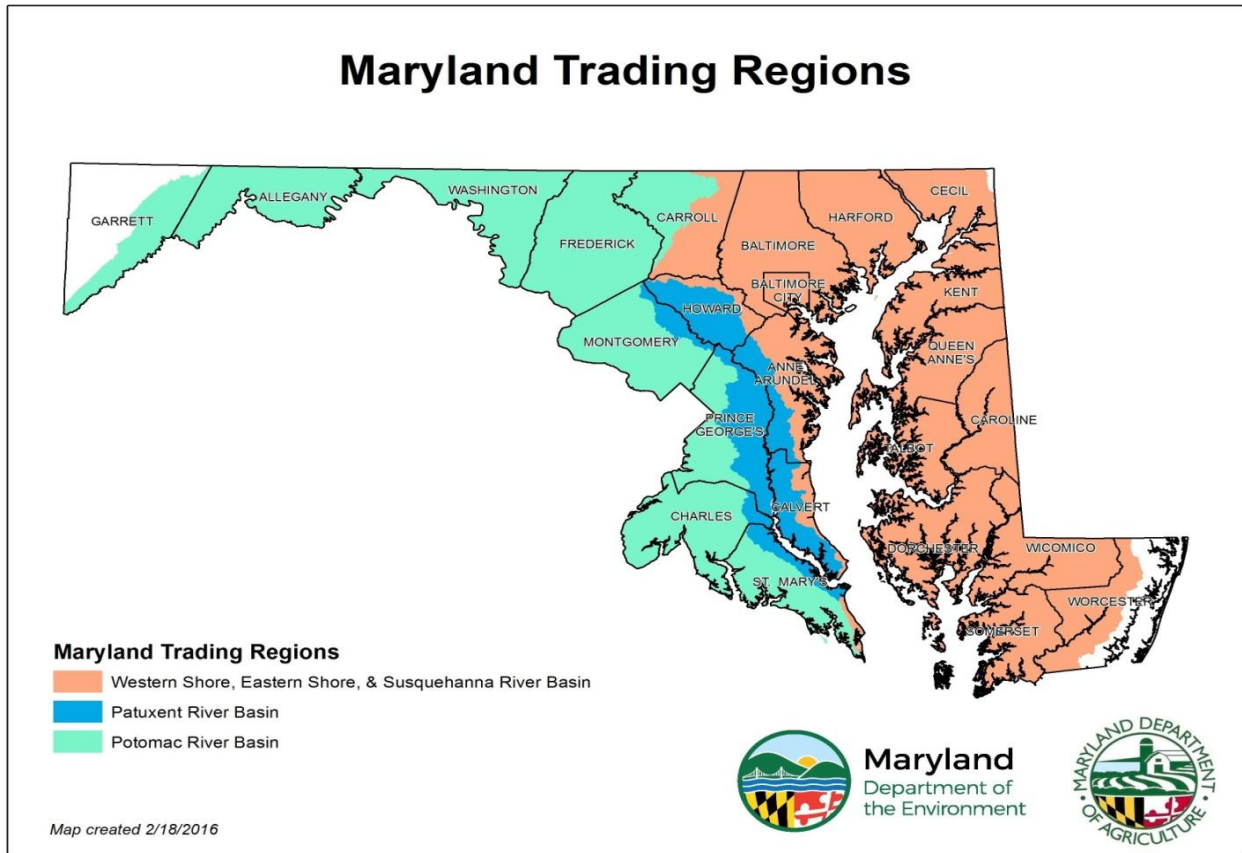 Maryland Trading Regions
GARRETT
ALLEGANY
WASHINGTON
FREDERICK
CARROLL
BALTIMORE
HARFORD
CECIL
BALTIMORE
CITY
KENT
HOWARD
MONTGOMERY
QUEEN
ANNE'S
ANNE
ARUNDEL
PRINCE
GEORGE'S
CAROLINE
TALBOT
CHARLES
CALVERT
ST. MARY'S
DORCHESTER
WICOMICO
WORCESTER
SOMERSET
Maryland Trading Regions
Western Shore, Eastern Shore, & Susquehanna River Basin
Patuxent River Basin
Potomac River Basin
Map created 2/18/2016
Maryland
Department of
the Environment
MARYLAND DEPARTMENT
OF AGRICULTURE